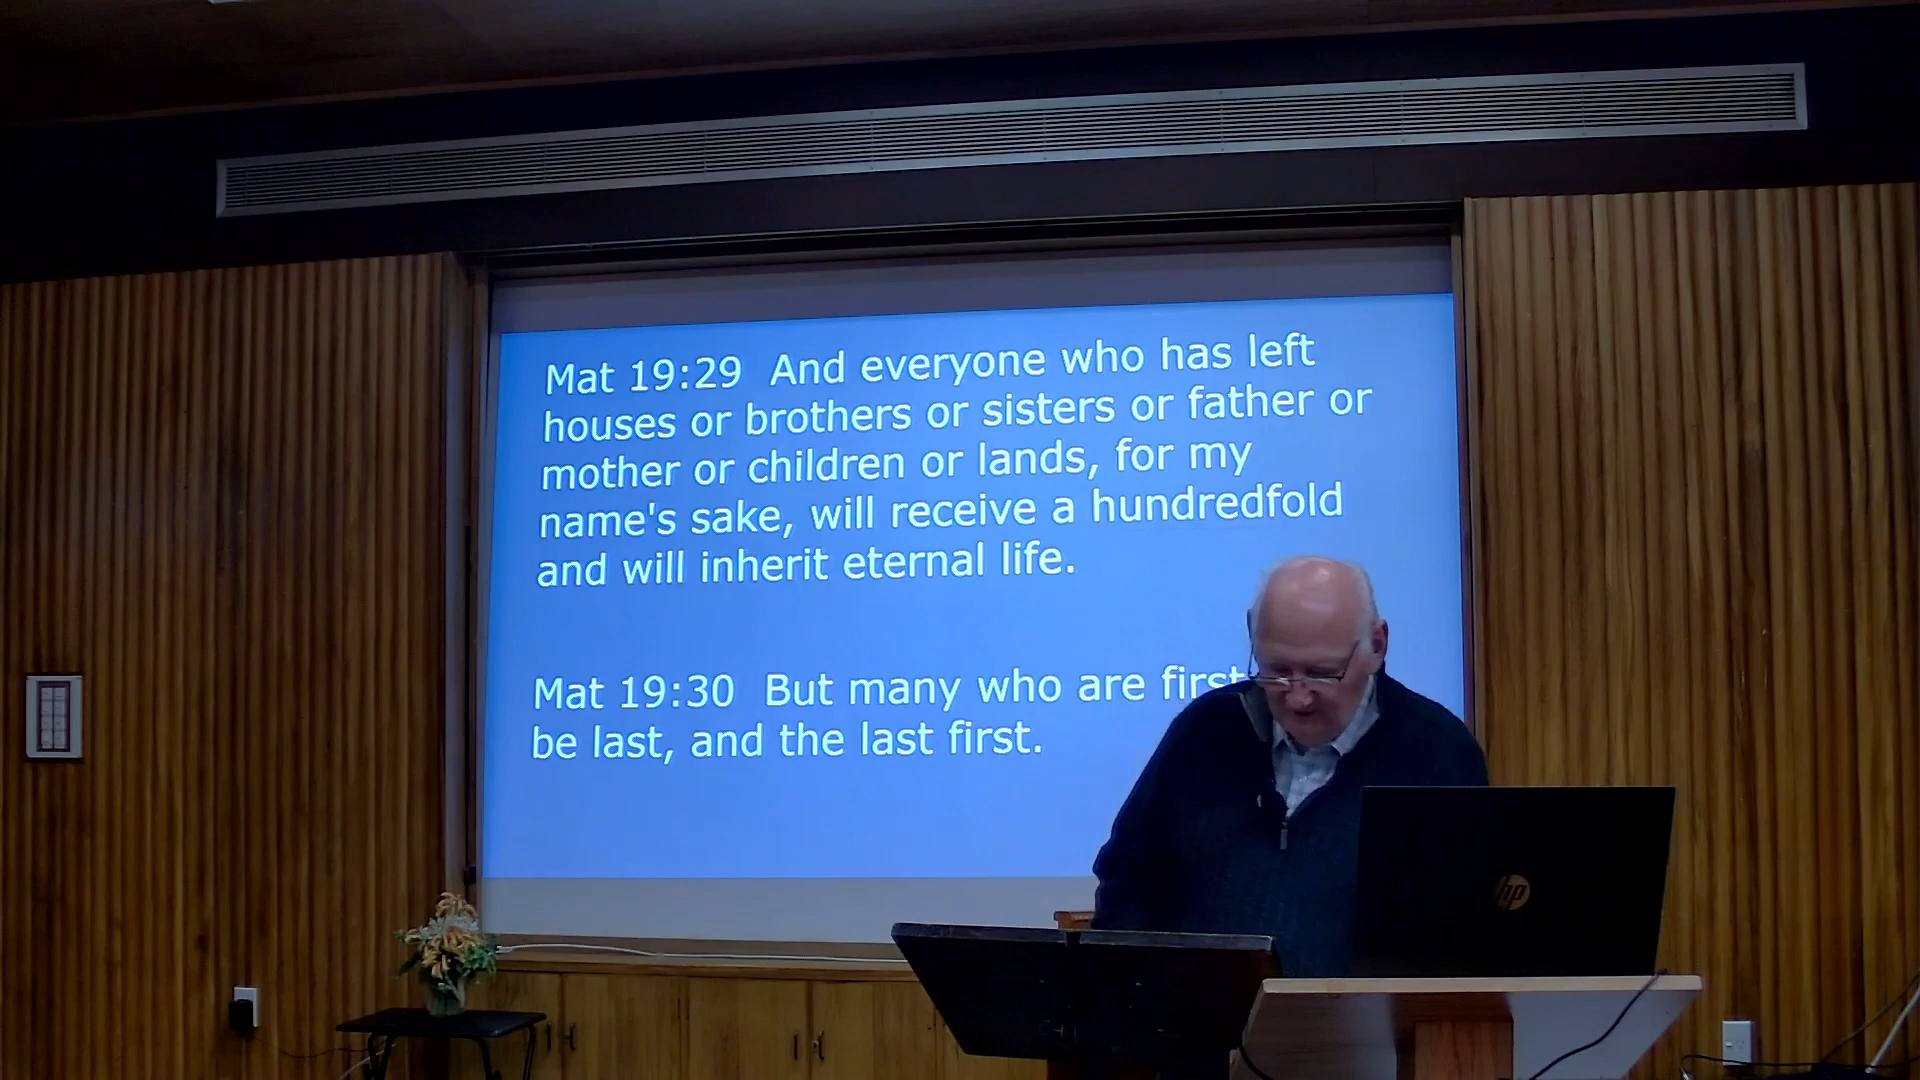 Mat 19:29  And everyone who has left
houses or brothers or sisters or father or
mother or children or lands, for my
name's sake, will receive a hundredfold
and will inherit eternal life.
Mat 19:30  But many who are first
be last, and the last first.
hp